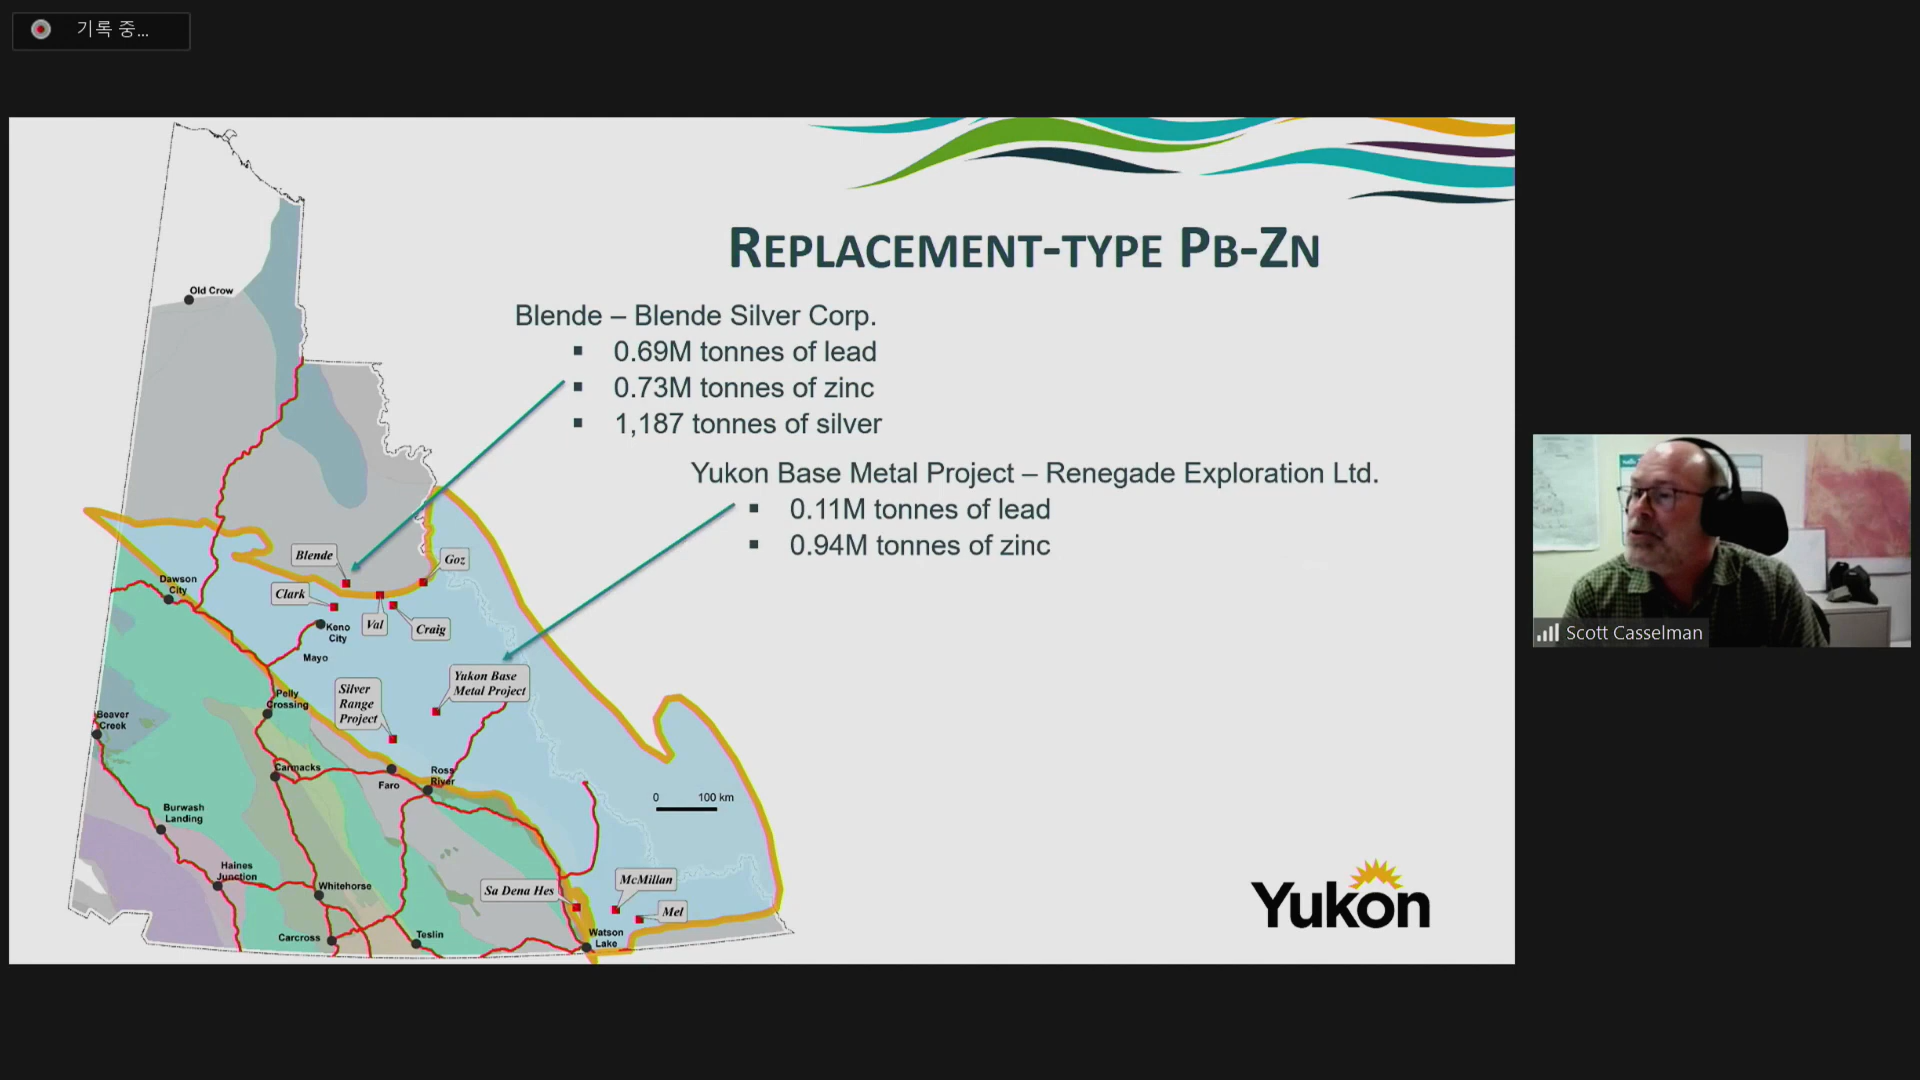 기록 중...
REPLACEMENT-TYPE PB-ZN
Blende – Blende Silver Corp.
▪ 0.69M tonnes of lead
▪ 0.73M tonnes of zinc
▪ 1,187 tonnes of silver
Yukon Base Metal Project – Renegade Exploration Ltd.
▪ 0.11M tonnes of lead
▪ 0.94M tonnes of zinc
Old Crow
Blende
Goz
Clark
Dawson
City
Val
Craig
Keno
City
Mayo
Yukon Base
Metal Project
Silver
Range
Project
Pelly
Crossing
Beaver
Creek
Carmacks
Faro
Ross
River
0 100 km
Burwash
Landing
Haines
Junction
Whitehorse
Sa Dena Hes
McMillan
Mel
Carcross
Teslin
Watson
Lake
Yukon
Scott Casselman